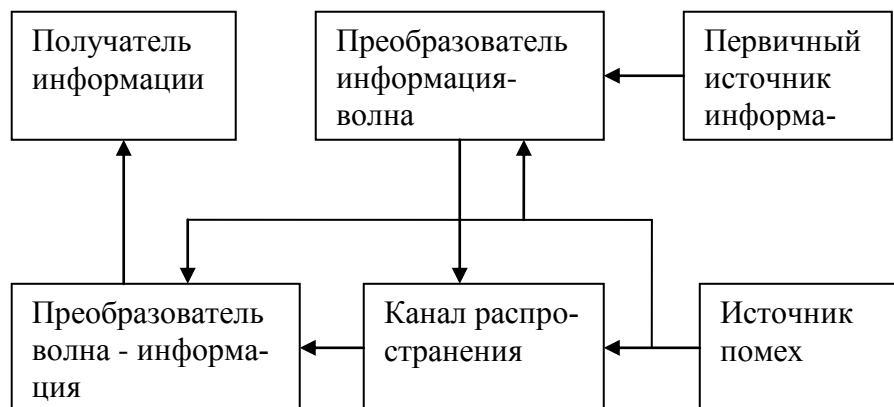 Получатель
информации
Преобразователь
информация-
волна
Первичный
источник
информа-
Преобразователь
волна - информа-
ция
Канал распро-
странения
Источник
помех